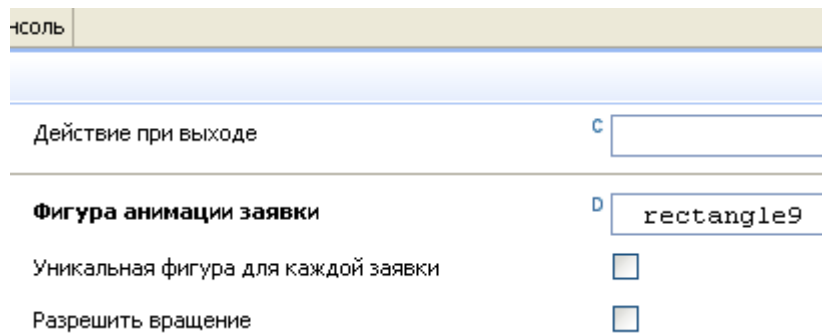 нсоль
Действие при выходе C
Фигура анимации заявки D rectangle9
Уникальная фигура для каждой заявки
Разрешить вращение